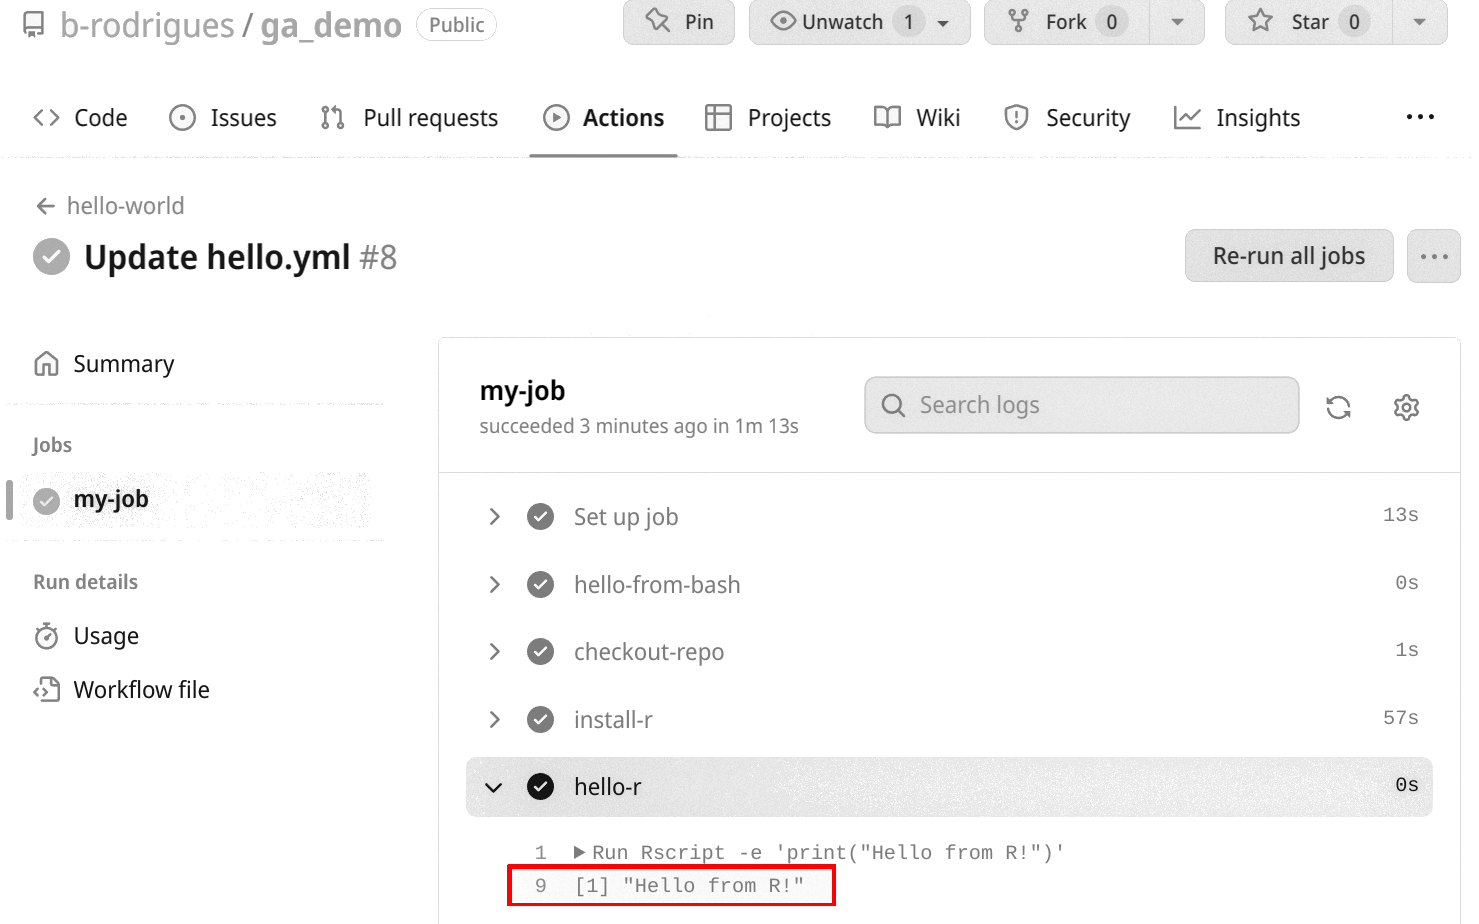 b-rodrigues / ga_demo Public Pin Unwatch 1 Fork 0 Star 0
Code Issues Pull requests Actions Projects Wiki Security Insights ...
← hello-world
Update hello.yml #8 Re-run all jobs ...
Summary
Jobs
my-job
Run details
Usage
Workflow file
my-job
succeeded 3 minutes ago in 1m 13s
Search logs
Set up job 13s
hello-from-bash 0s
checkout-repo 1s
install-r 57s
hello-r 0s
1 ▶ Run Rscript -e 'print("Hello from R!")'
9 [1] "Hello from R!"